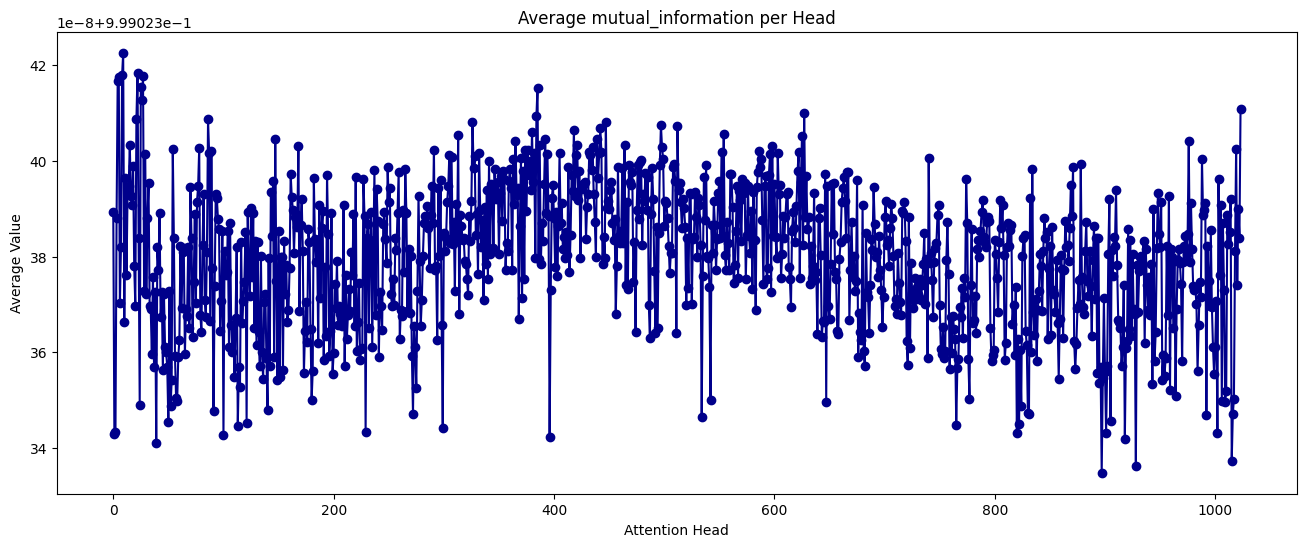 Average mutual_information per Head
1e-8+9.99023e-1
42
40
38
36
34
Average Value
0
200
400
600
800
1000
Attention Head